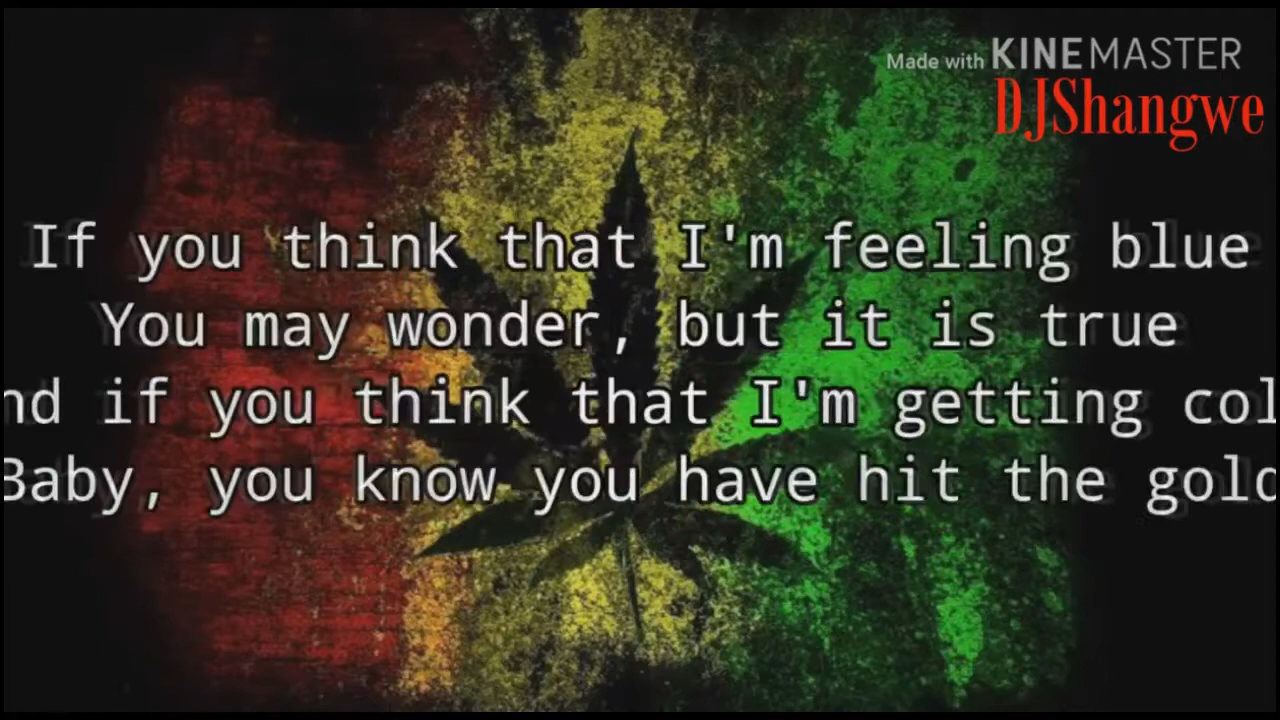 Made with KINEMASTER
DJShangwe
If you think that I'm feeling blue
You may wonder, but it is true
nd if you think that I'm getting col
Baby, you know you have hit the gold